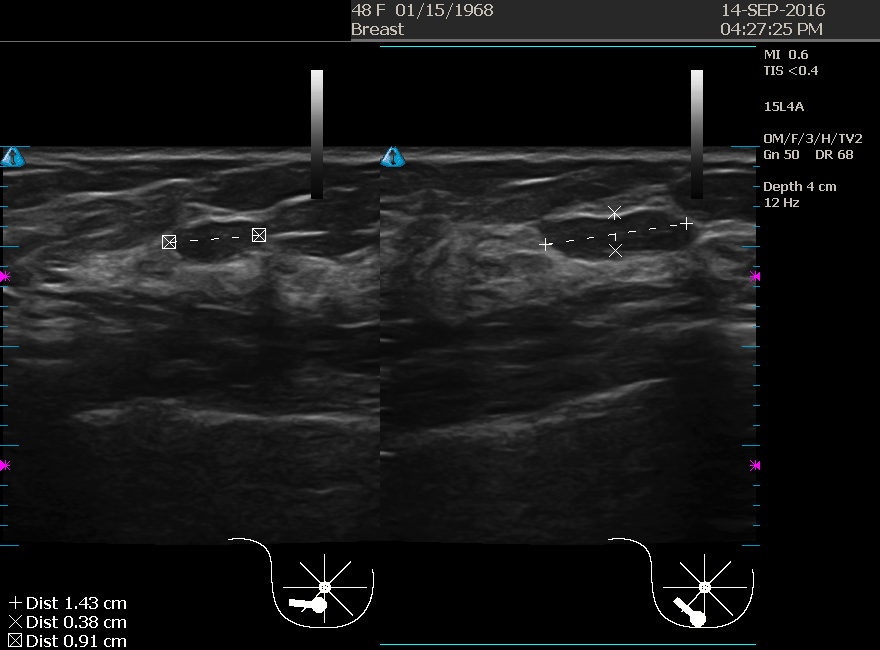 48 F 01/15/1968 14-SEP-2016
Breast 04:27:25 PM
MI 0.6
TIS <0.4
15L4A
OM/F/3/H/TV2
Gn 50 DR 68
Depth 4 cm
12 Hz
Dist 1.43 cm
Dist 0.38 cm
Dist 0.91 cm